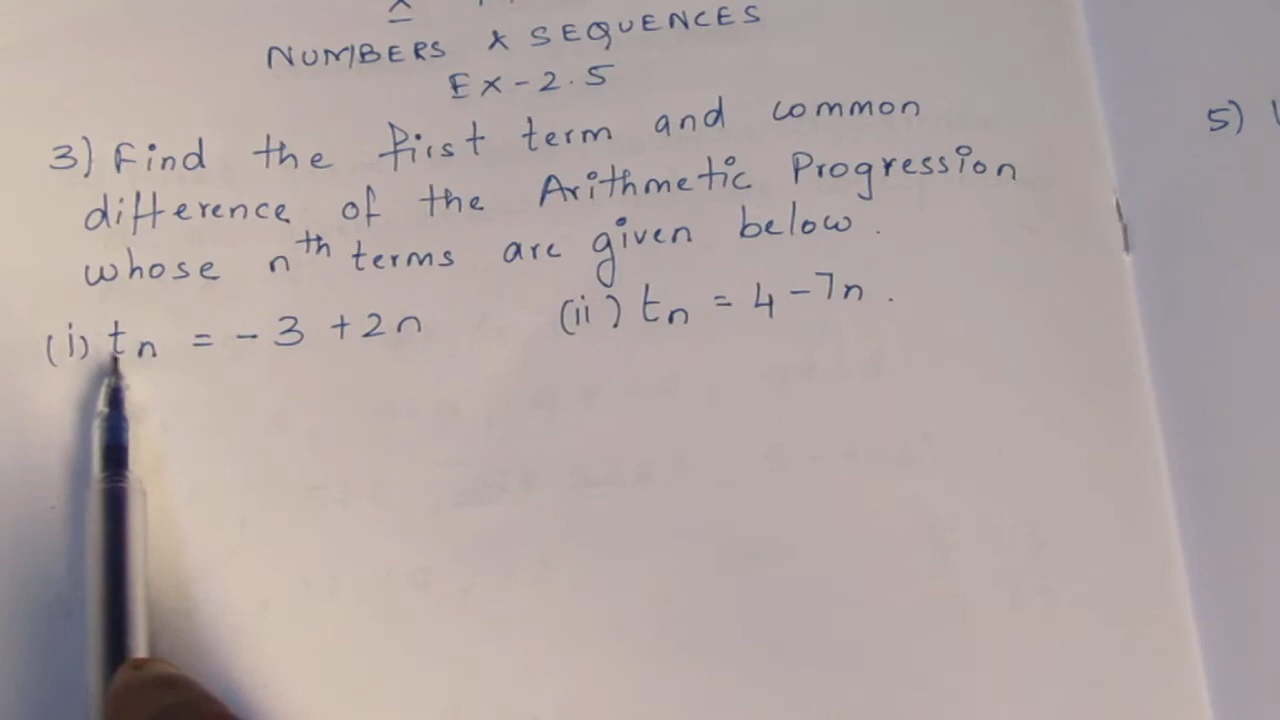 NUMBERS & SEQUENCES
EX-2.5
3) Find the first term and common
difference of the Arithmetic Progression
whose nth terms are given below.
(i) tn = -3 +2n (ii) tn = 4 -7n.
5)